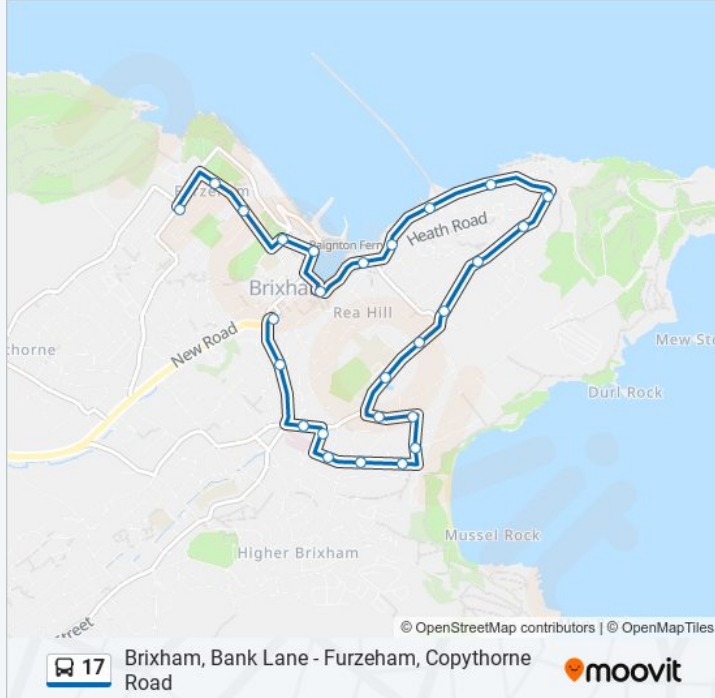 Furzeham
Paignton Ferry
Heath Road
Brixham
Rea Hill
New Road
thorne
Mew Sto
Durl Rock
Mussel Rock
Higher Brixham
Street
© OpenStreetMap contributors | © OpenMapTiles
17
Brixham, Bank Lane - Furzeham, Copythorne
Road
moovit